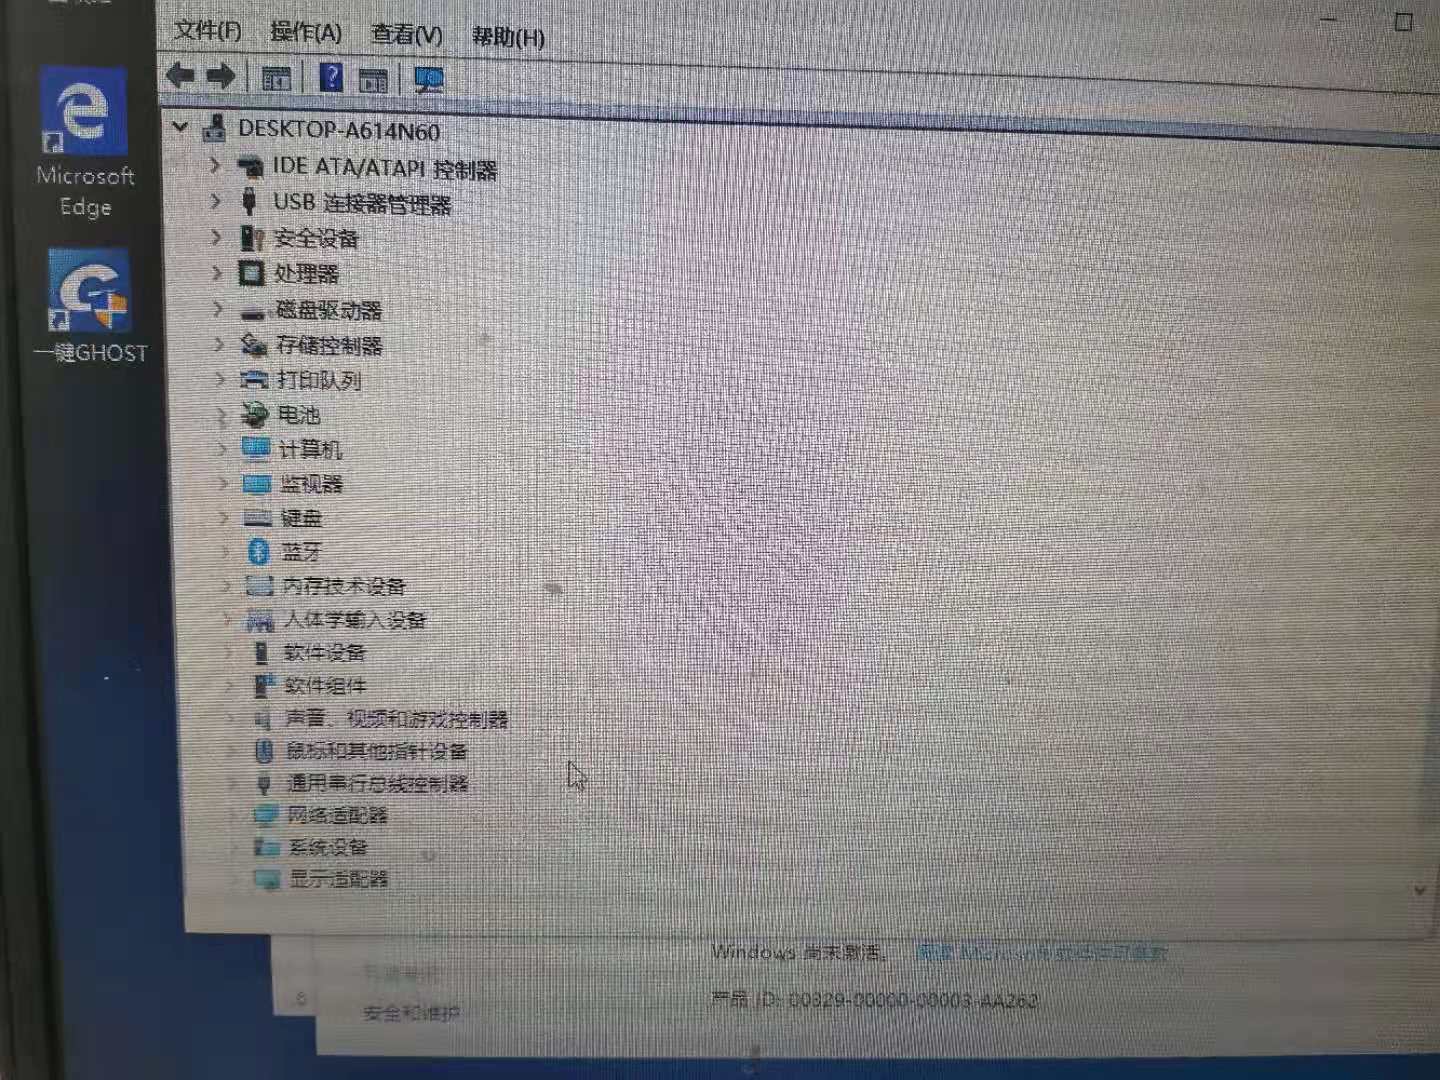 文件(F) 操作(A) 查看(V) 帮助(H)
Microsoft
Edge
一键GHOST
DESKTOP-A614N60
IDE ATA/ATAPI 控制器
USB 连接器管理器
安全设备
处理器
磁盘驱动器
存储控制器
打印队列
电池
计算机
监视器
键盘
蓝牙
内存技术设备
人体学输入设备
软件设备
软件组件
声音、视频和游戏控制器
鼠标和其他指针设备
通用串行总线控制器
网络适配器
系统设备
显示适配器
Windows 尚未激活。 阅读 Microsoft 软件许可条款
安全和维护
产品 ID: 00329-00000-00003-AA262